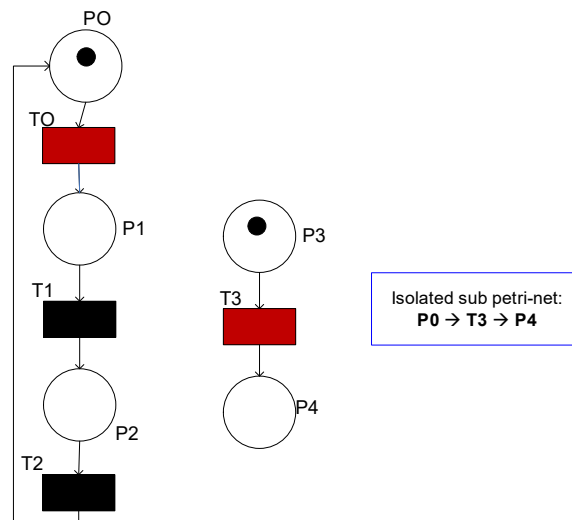 PO
TO
P1
P3
T1
T3
Isolated sub petri-net:
P0 → T3 → P4
P4
P2
T2